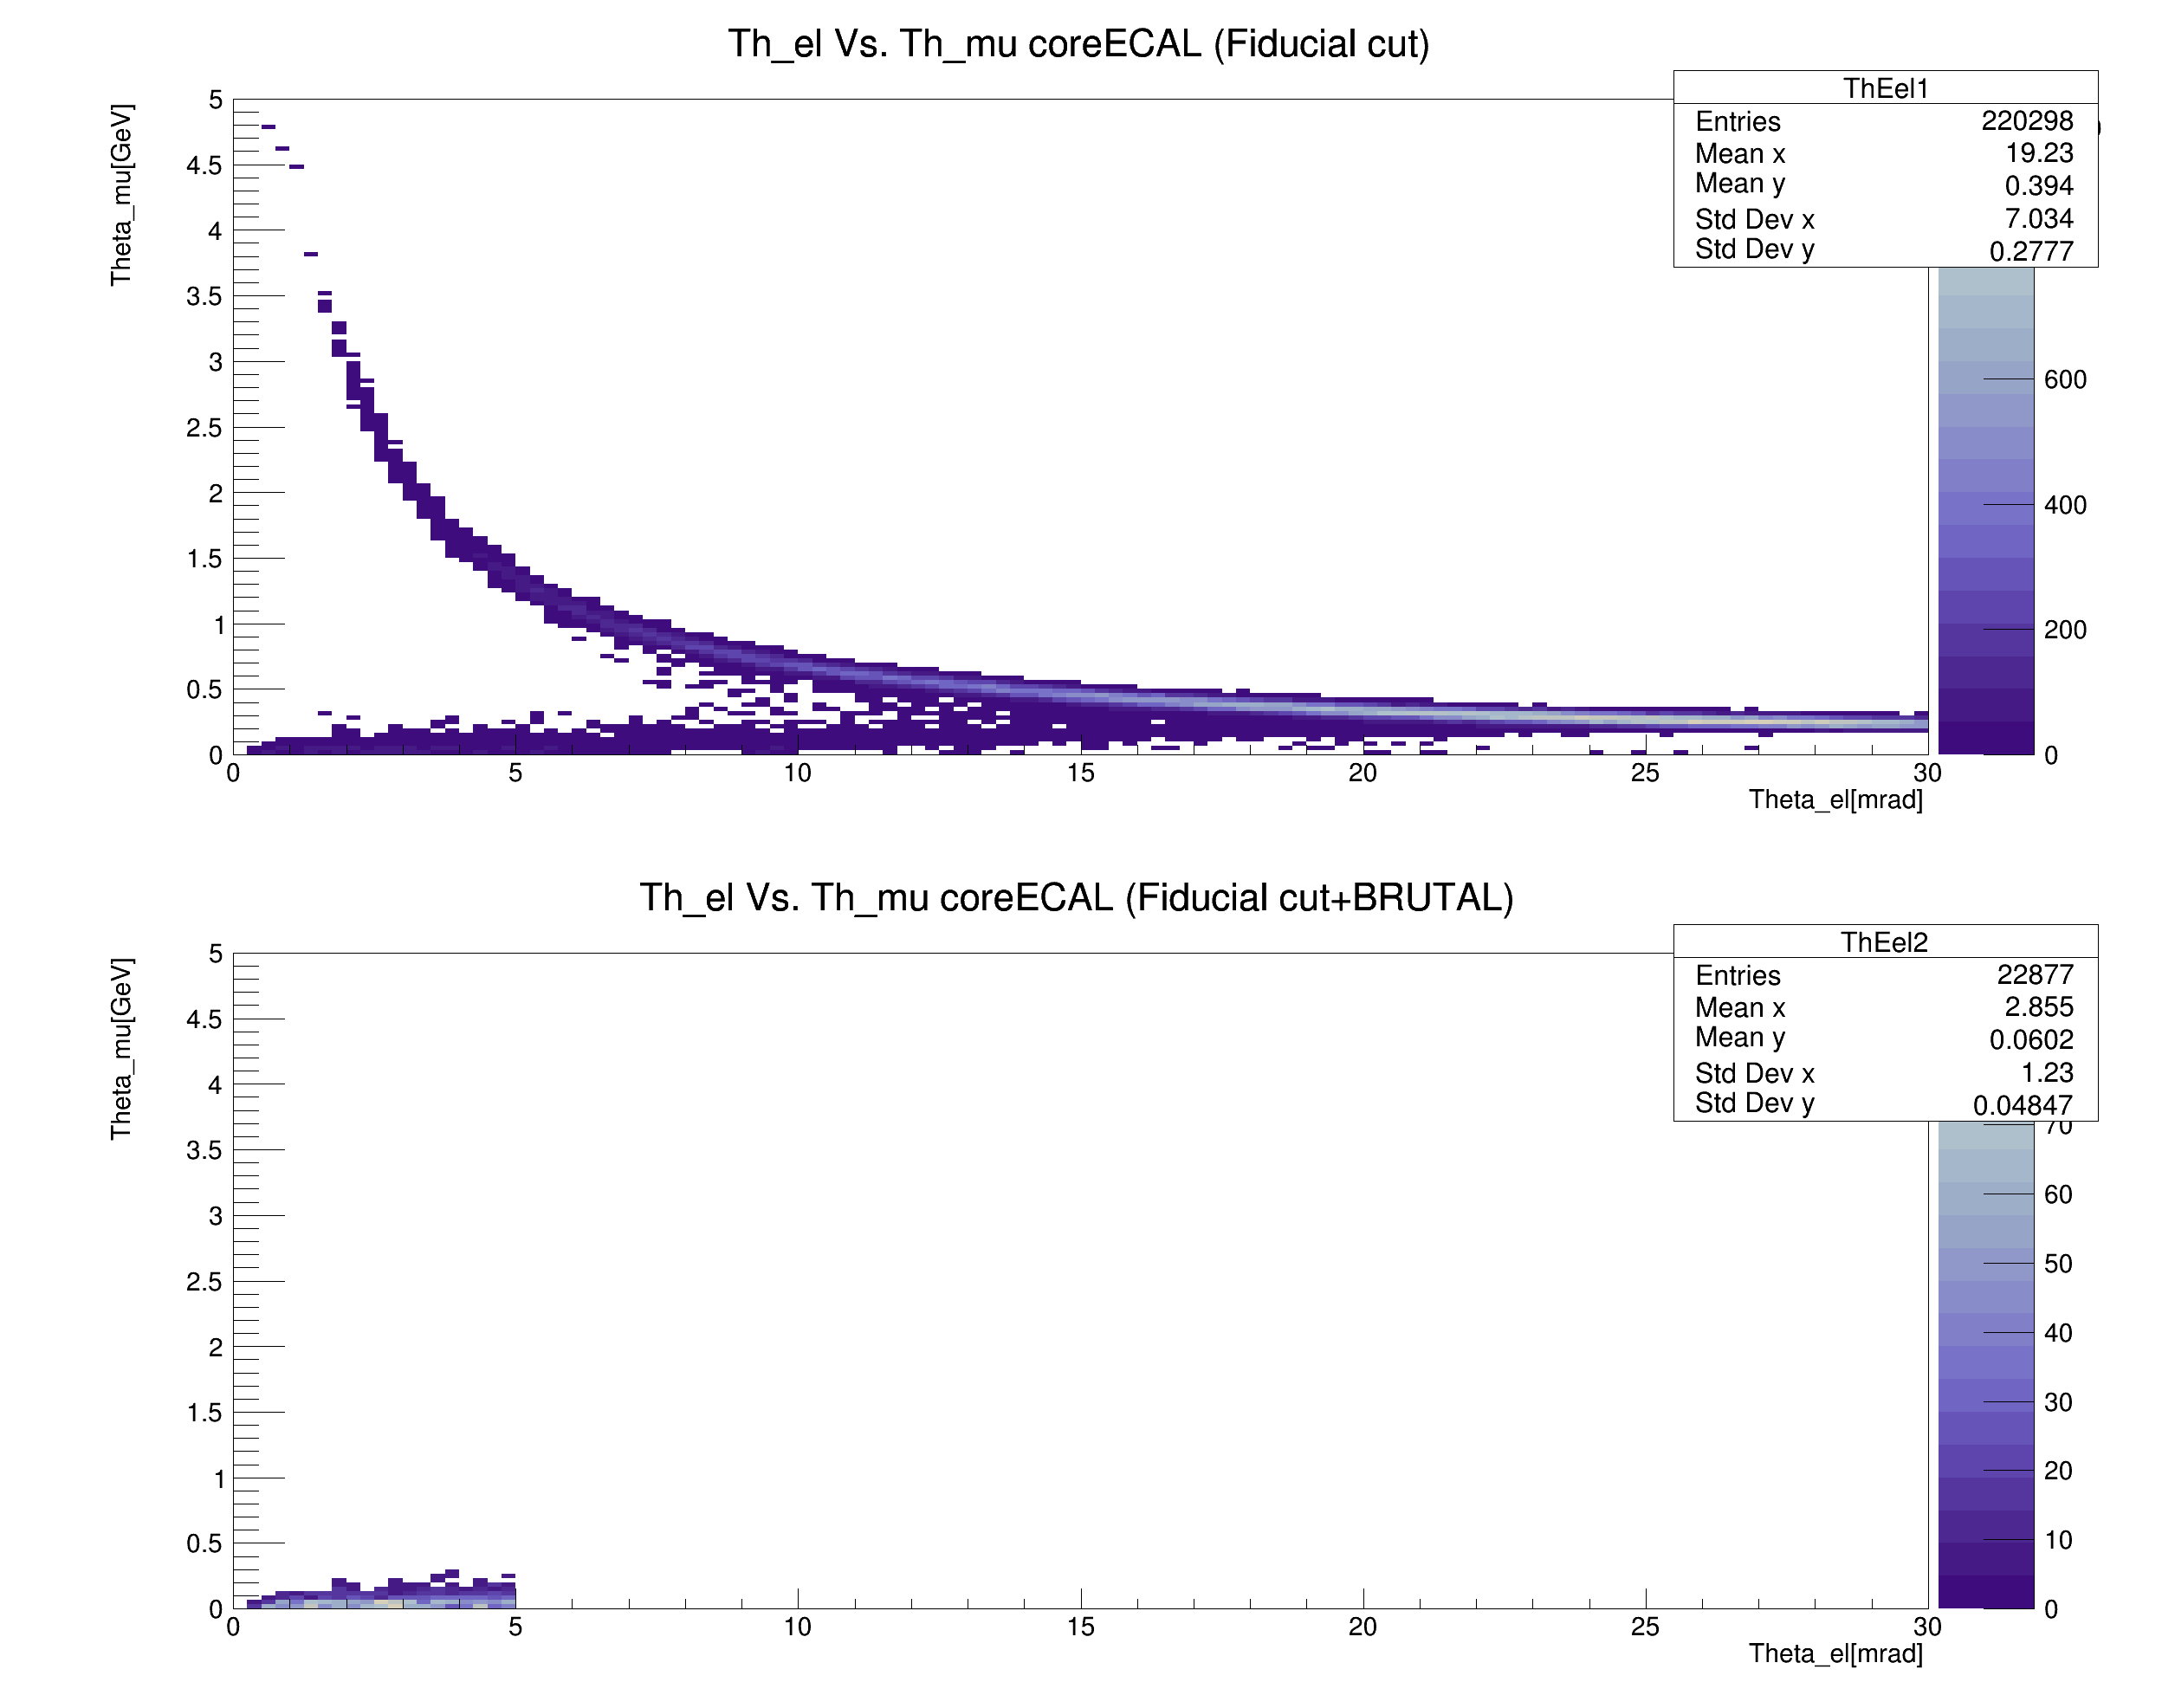 Th_el Vs. Th_mu coreECAL (Fiducial cut)
ThEel1
Entries 220298
Mean x 19.23
Mean y 0.394
Std Dev x 7.034
Std Dev y 0.2777
Theta_mu[GeV]
5
4.5
4
3.5
3
2.5
2
1.5
1
0.5
0
0 5 10 15 20 25 30
Theta_el[mrad]
600
400
200
0
Th_el Vs. Th_mu coreECAL (Fiducial cut+BRUTAL)
ThEel2
Entries 22877
Mean x 2.855
Mean y 0.0602
Std Dev x 1.23
Std Dev y 0.04847
Theta_mu[GeV]
5
4.5
4
3.5
3
2.5
2
1.5
1
0.5
0
0 5 10 15 20 25 30
Theta_el[mrad]
70
60
50
40
30
20
10
0